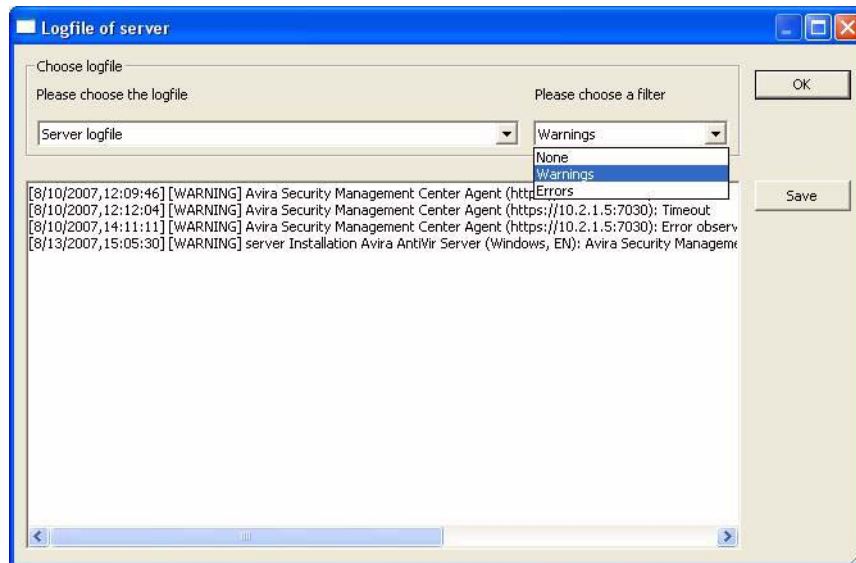 Logfile of server
Choose logfile
Please choose the logfile
Please choose a filter
OK
Server logfile
Warnings
None
Warnings
Errors
Save
[8/10/2007,12:09:46] [WARNING] Avira Security Management Center Agent
[8/10/2007,12:12:04] [WARNING] Avira Security Management Center Agent (https://10.2.1.5:7030): Timeout
[8/10/2007,14:11:11] [WARNING] Avira Security Management Center Agent (https://10.2.1.5:7030): Error observ
[8/13/2007,15:05:30] [WARNING] server Installation Avira AntiVir Server (Windows, EN): Avira Security Manageme